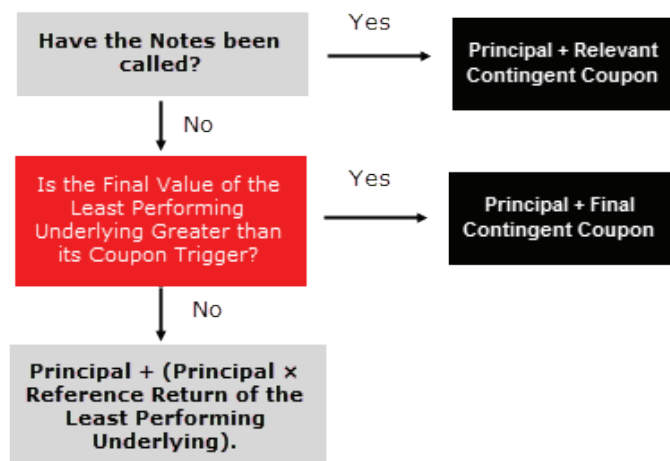 Have the Notes been
called?
Yes
Principal + Relevant
Contingent Coupon
No
Is the Final Value of the
Least Performing
Underlying Greater than
its Coupon Trigger?
Yes
Principal + Final
Contingent Coupon
No
Principal + (Principal ×
Reference Return of the
Least Performing
Underlying).